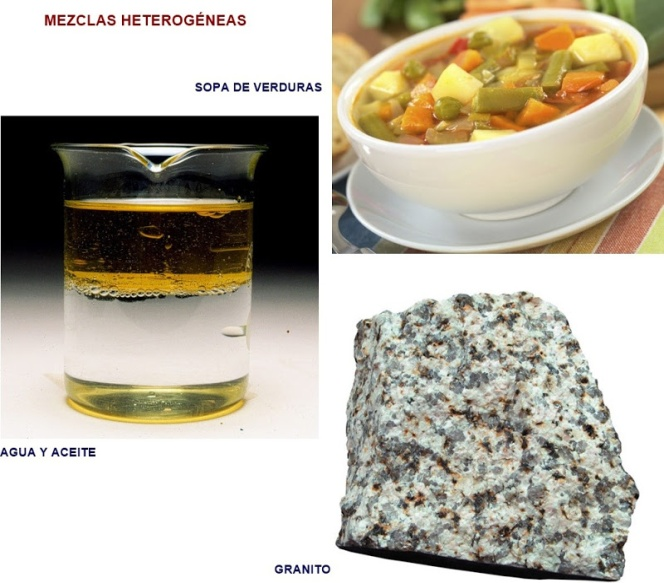 MEZCLAS HETEROGÉNEAS
SOPA DE VERDURAS
AGUA Y ACEITE
GRANITO